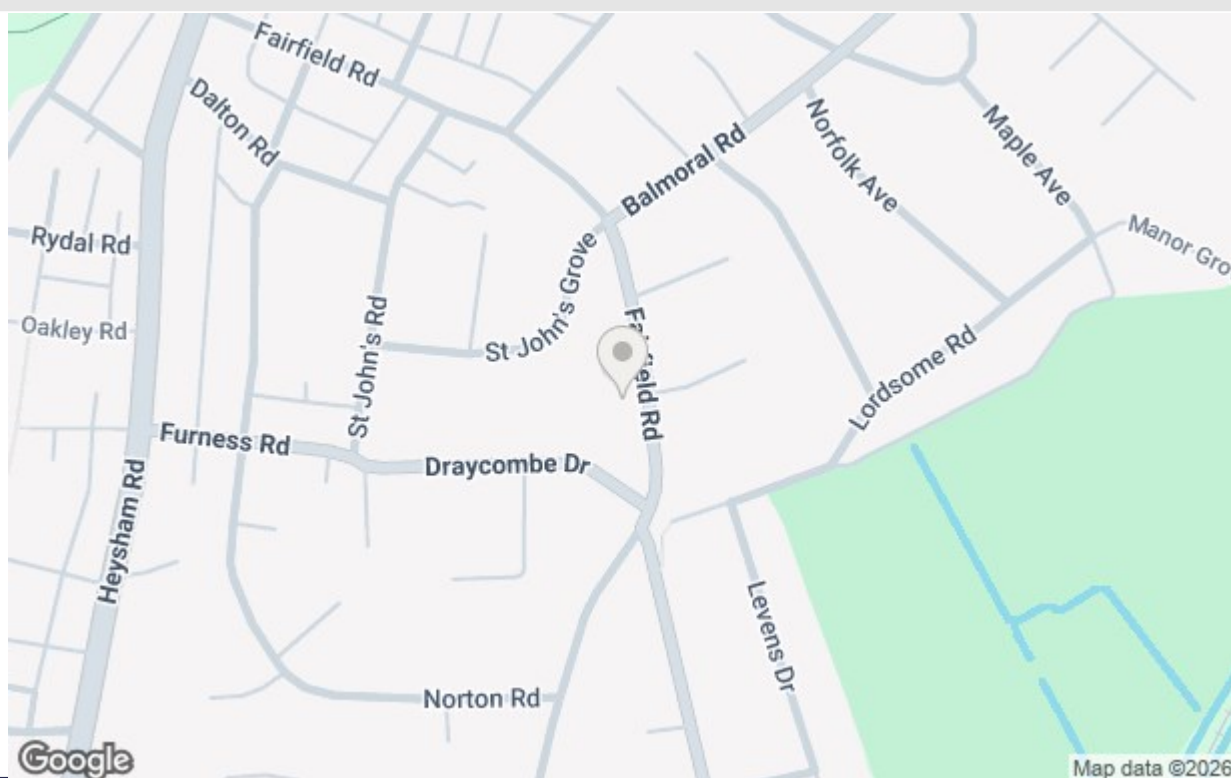 Fairfield Rd
Dalton Rd
Balmoral Rd
Norfolk Ave
Maple Ave
Manor Gro
Rydal Rd
Oakley Rd
St John's Rd
St John's Grove
Fairfield Rd
Lordsome Rd
Furness Rd
Draycombe Dr
Heysham Rd
Levens Dr
Norton Rd
Google
Map data ©2026